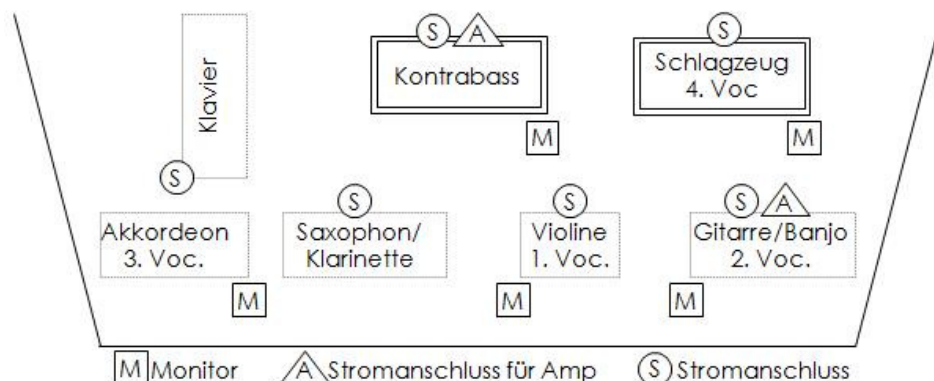 S A S
Klavier
Kontrabass
Schlagzeug
4. Voc
M M
S
S S S A
Akkordeon
3. Voc.
Saxophon/
Klarinette
Violine
1. Voc.
Gitarre/Banjo
2. Voc.
M M M
M Monitor A Stromanschluss für Amp S Stromanschluss